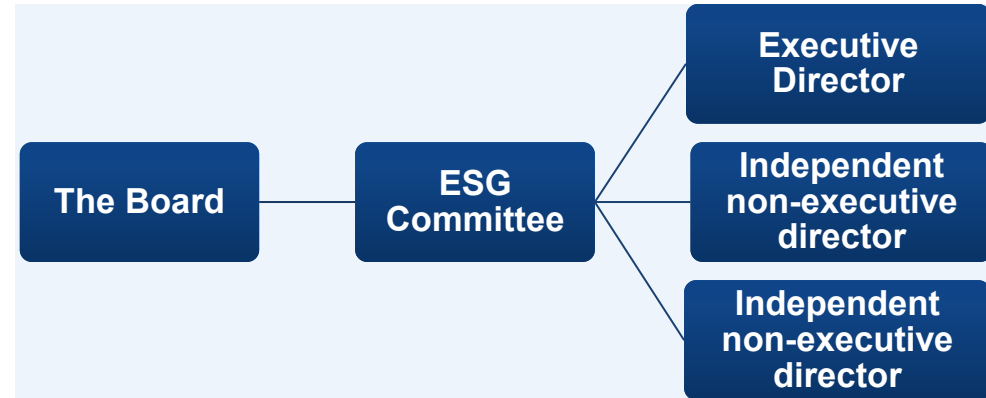 The Board
ESG
Committee
Executive
Director
Independent
non-executive
director
Independent
non-executive
director